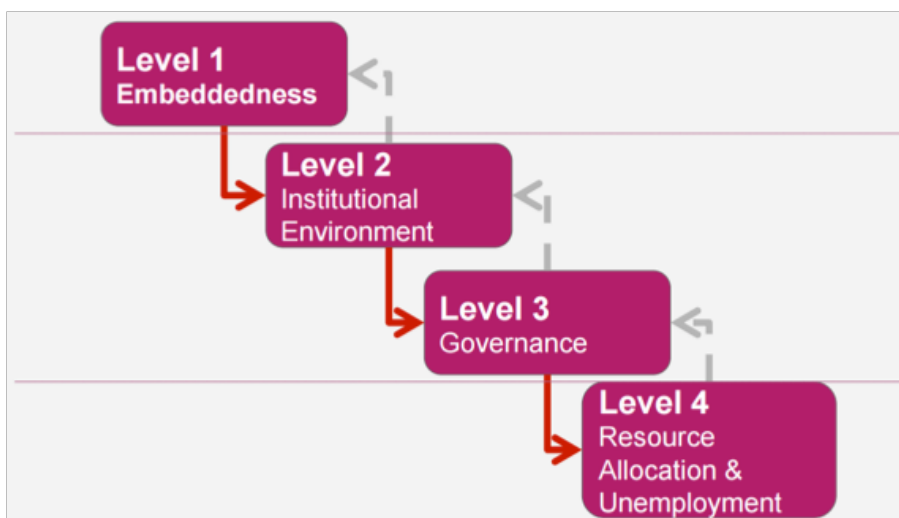 Level 1
Embeddedness
Level 2
Institutional
Environment
Level 3
Governance
Level 4
Resource
Allocation &
Unemployment